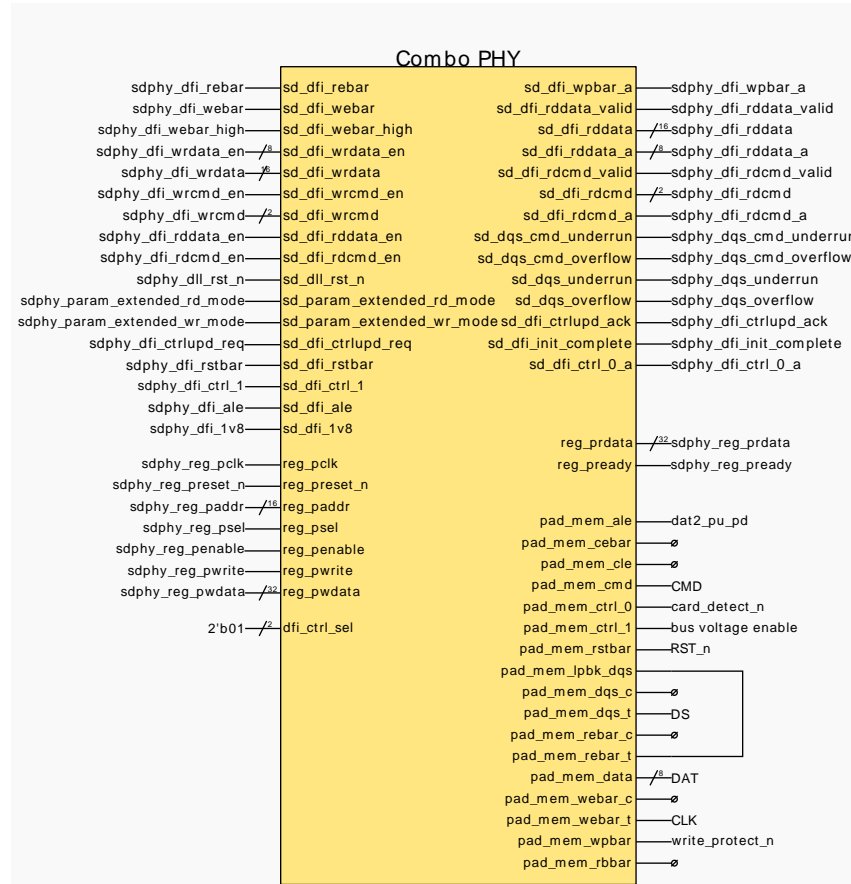 Combo PHY
sdphy_dfi_rebar sd_dfi_rebar sd_dfi_wpbar_a sdphy_dfi_wpbar_a
sdphy_dfi_webar sd_dfi_webar sd_dfi_rddata_valid sdphy_dfi_rddata_valid
sdphy_dfi_webar_high sd_dfi_webar_high sd_dfi_rddata 16 sdphy_dfi_rddata
sdphy_dfi_wrdata_en 8 sd_dfi_wrdata_en sd_dfi_rddata_a 8 sdphy_dfi_rddata_a
sdphy_dfi_wrdata 16 sd_dfi_wrdata sd_dfi_rdcmd_valid sdphy_dfi_rdcmd_valid
sdphy_dfi_wrcmd_en sd_dfi_wrcmd_en sd_dfi_rdcmd 2 sdphy_dfi_rdcmd
sdphy_dfi_wrcmd 2 sd_dfi_wrcmd sd_dfi_rdcmd_a sdphy_dfi_rdcmd_a
sdphy_dfi_rddata_en sd_dfi_rddata_en sd_dqs_cmd_underrun sdphy_dqs_cmd_underrun
sdphy_dfi_rdcmd_en sd_dfi_rdcmd_en sd_dqs_cmd_overflow sdphy_dqs_cmd_overflow
sdphy_dll_rst_n sd_dll_rst_n sd_dqs_underrun sdphy_dqs_underrun
sdphy_param_extended_rd_mode sd_param_extended_rd_mode sd_dqs_overflow sdphy_dqs_overflow
sdphy_param_extended_wr_mode sd_param_extended_wr_mode sd_dfi_ctrlupd_ack sdphy_dfi_ctrlupd_ack
sdphy_dfi_ctrlupd_req sd_dfi_ctrlupd_req sd_dfi_init_complete sdphy_dfi_init_complete
sdphy_dfi_rstbar sd_dfi_rstbar sd_dfi_ctrl_0_a sdphy_dfi_ctrl_0_a
sdphy_dfi_ctrl_1 sd_dfi_ctrl_1
sdphy_dfi_ale sd_dfi_ale
sdphy_dfi_1v8 sd_dfi_1v8
reg_prdata 32 sdphy_reg_prdata
sdphy_reg_pclk reg_pclk reg_pready sdphy_reg_pready
sdphy_reg_preset_n reg_preset_n
sdphy_reg_paddr 16 reg_paddr
sdphy_reg_psel reg_psel pad_mem_ale dat2_pu_pd
sdphy_reg_penable reg_penable pad_mem_cebar ø
sdphy_reg_pwrite reg_pwrite pad_mem_cle ø
sdphy_reg_pwdata 32 reg_pwdata pad_mem_cmd CMD
pad_mem_ctrl_0 card_detect_n
2'b01 2 dfi_ctrl_sel pad_mem_ctrl_1 bus voltage enable
pad_mem_rstbar RST_n
pad_mem_lpbk_dqs
pad_mem_dqs_c ø
pad_mem_dqs_t DS
pad_mem_rebar_c ø
pad_mem_rebar_t
pad_mem_data 8 DAT
pad_mem_webar_c ø
pad_mem_webar_t CLK
pad_mem_wpbar write_protect_n
pad_mem_rbbar ø